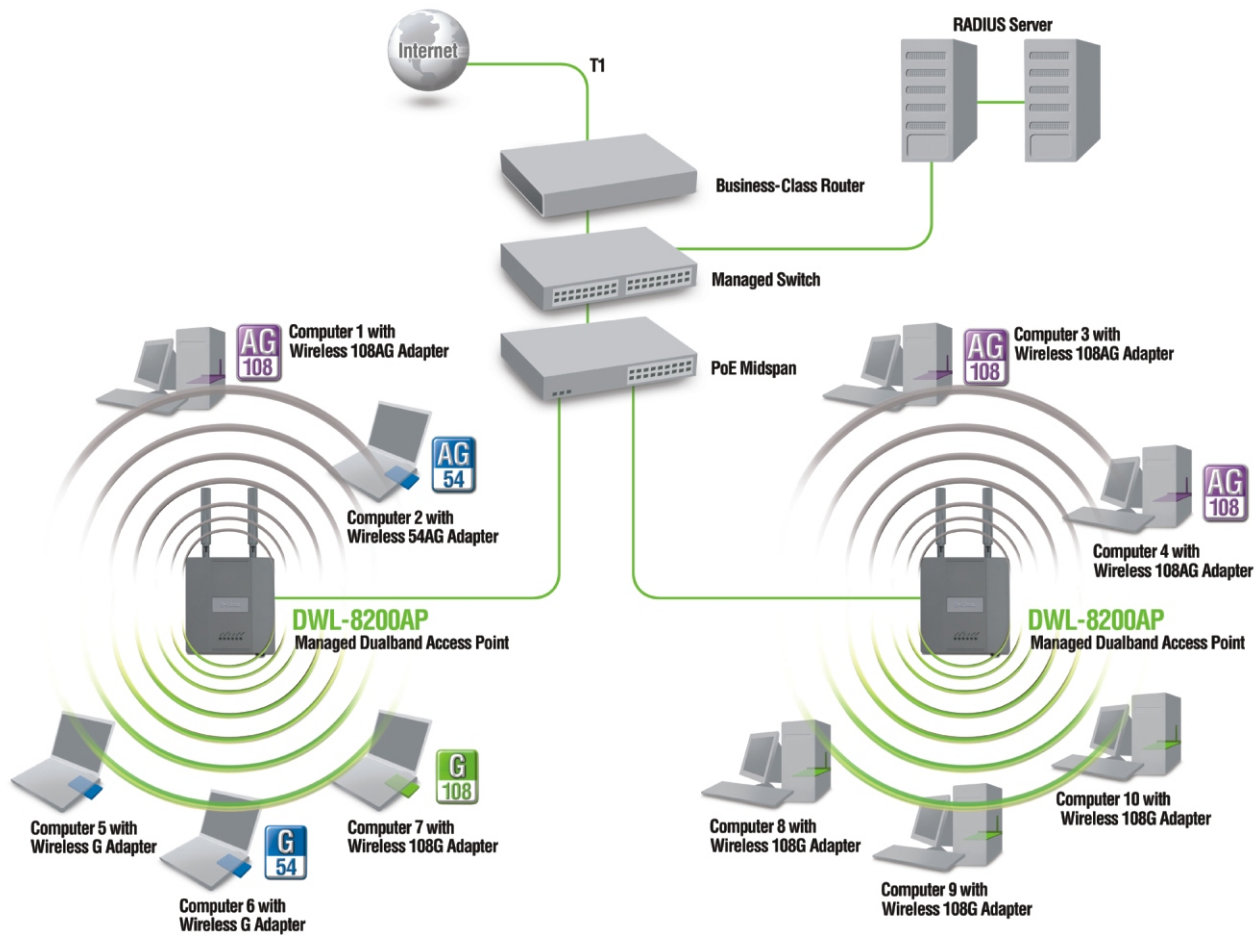 Internet
T1
RADIUS Server
Business-Class Router
Managed Switch
PoE Midspan
AG
108
Computer 1 with
Wireless 108AG Adapter
AG
54
Computer 2 with
Wireless 54AG Adapter
AG
108
Computer 3 with
Wireless 108AG Adapter
AG
108
Computer 4 with
Wireless 108AG Adapter
DWL-8200AP
Managed Dualband Access Point
DWL-8200AP
Managed Dualband Access Point
Computer 5 with
Wireless G Adapter
G
54
Computer 6 with
Wireless G Adapter
G
108
Computer 7 with
Wireless 108G Adapter
Computer 8 with
Wireless 108G Adapter
Computer 9 with
Wireless 108G Adapter
Computer 10 with
Wireless 108G Adapter